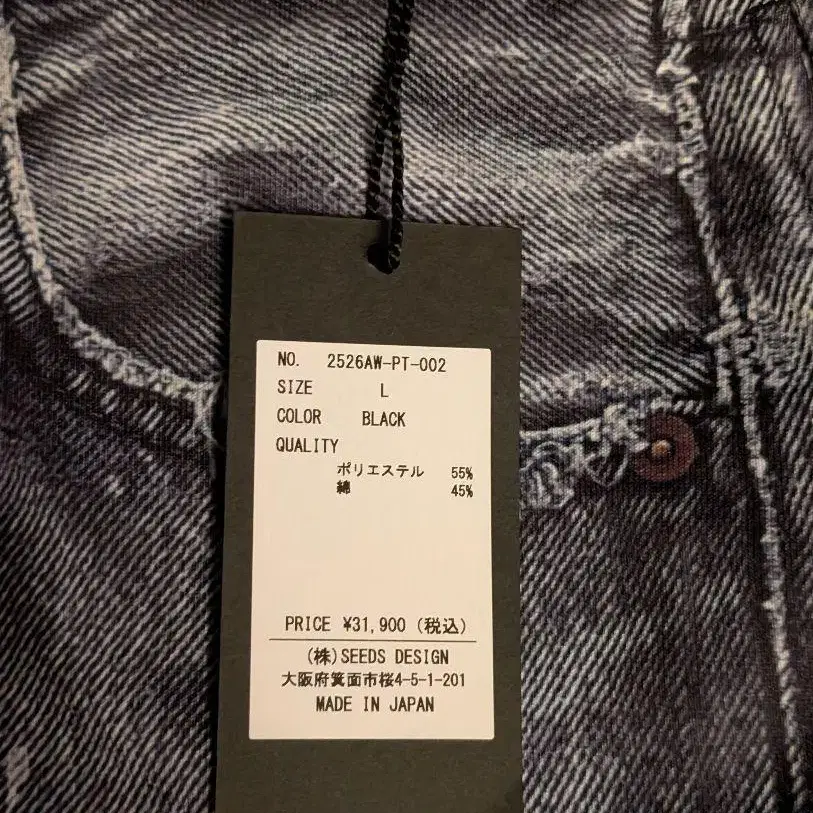 NO. 2526AW-PT-002
SIZE L
COLOR BLACK
QUALITY
ポリエステル 55%
綿 45%
PRICE ¥31,900 (税込)
(株)SEEDS DESIGN
大阪府箕面市桜4-5-1-201
MADE IN JAPAN